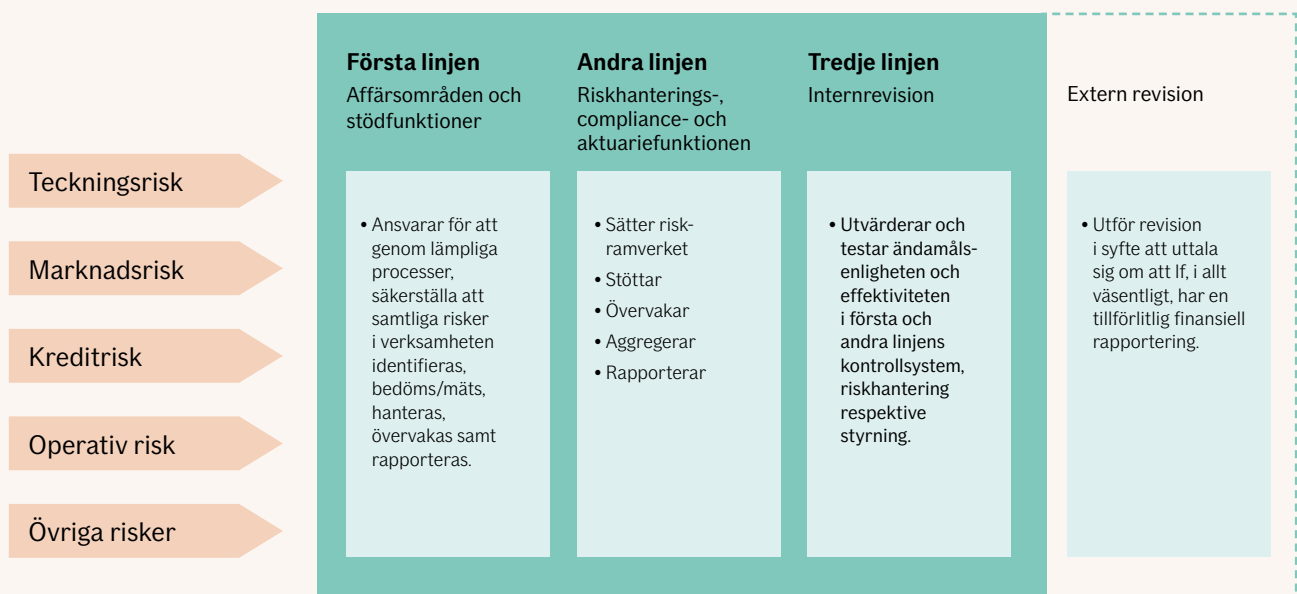 Teckningsrisk
Marknadsrisk
Kreditrisk
Operativ risk
Övriga risker
Första linjen
Affärsområden och
stödfunktioner
• Ansvarar för att
genom lämpliga
processer,
säkerställa att
samtliga risker
i verksamheten
identifieras,
bedöms/mäts,
hanteras,
övervakas samt
rapporteras.
Andra linjen
Riskhanterings-,
compliance- och
aktuariefunktionen
• Sätter risk-
ramverket
• Stöttar
• Övervakar
• Aggregerar
• Rapporterar
Tredje linjen
Internrevision
• Utvärderar och
testar ändamåls-
enligheten och
effektiviteten
i första och
andra linjens
kontrollsystem,
riskhantering
respektive
styrning.
Extern revision
• Utför revision
i syfte att uttala
sig om att If, i allt
väsentligt, har en
tillförlitlig finansiell
rapportering.